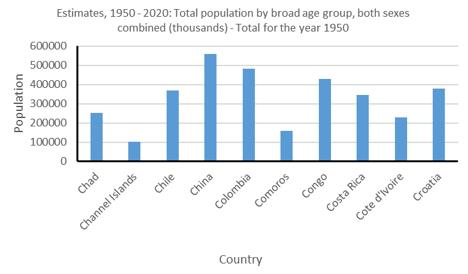 Estimates, 1950 - 2020: Total population by broad age group, both sexes
combined (thousands) - Total for the year 1950
600000
500000
400000
300000
200000
100000
0
Population
Chad
Channel Islands
Chile
China
Colombia
Comoros
Congo
Costa Rica
Cote d'Ivoire
Croatia
Country